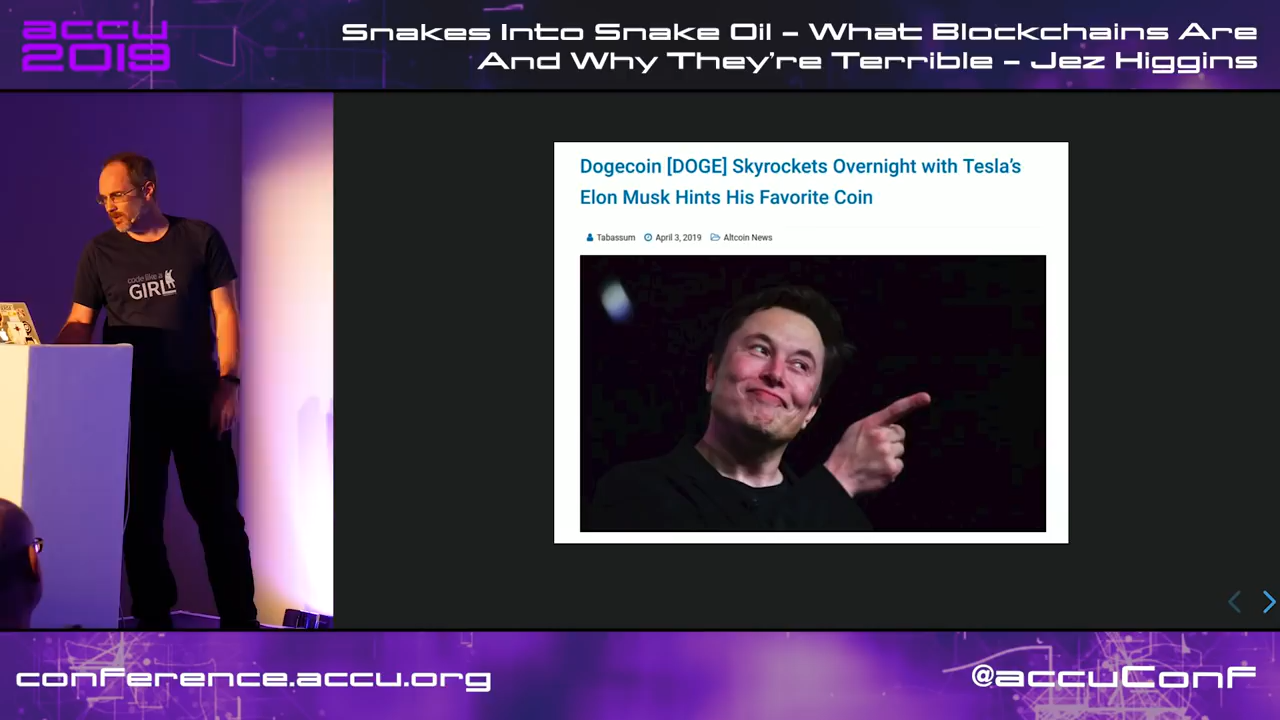 accu
2019
Snakes Into Snake Oil – What Blockchains Are
And Why They're Terrible – Jez Higgins
code like a
GIRL
Dogecoin [DOGE] Skyrockets Overnight with Tesla's
Elon Musk Hints His Favorite Coin
Tabassum April 3, 2019 Altcoin News
conference.accu.org
@accuConf